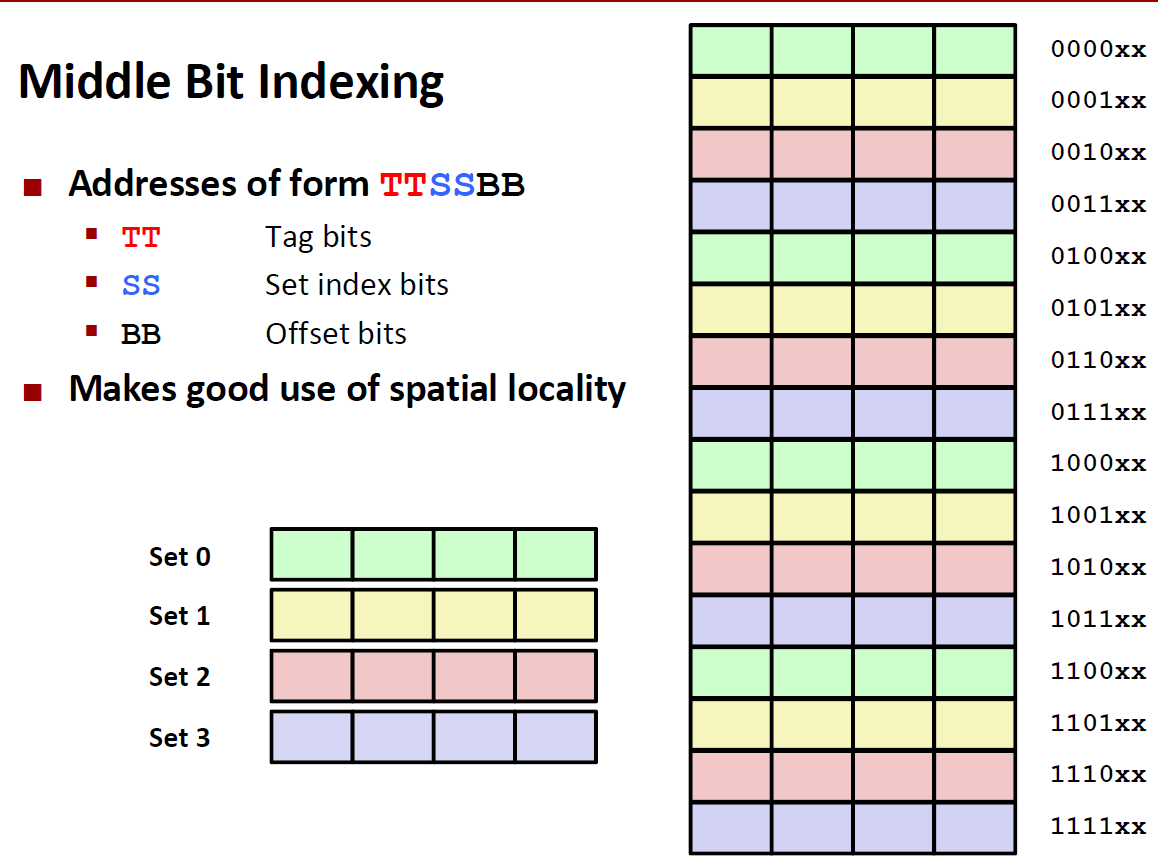 Middle Bit Indexing
Addresses of form TTSSBB
TT Tag bits
SS Set index bits
BB Offset bits
Makes good use of spatial locality
Set 0
Set 1
Set 2
Set 3
0000xx
0001xx
0010xx
0011xx
0100xx
0101xx
0110xx
0111xx
1000xx
1001xx
1010xx
1011xx
1100xx
1101xx
1110xx
1111xx